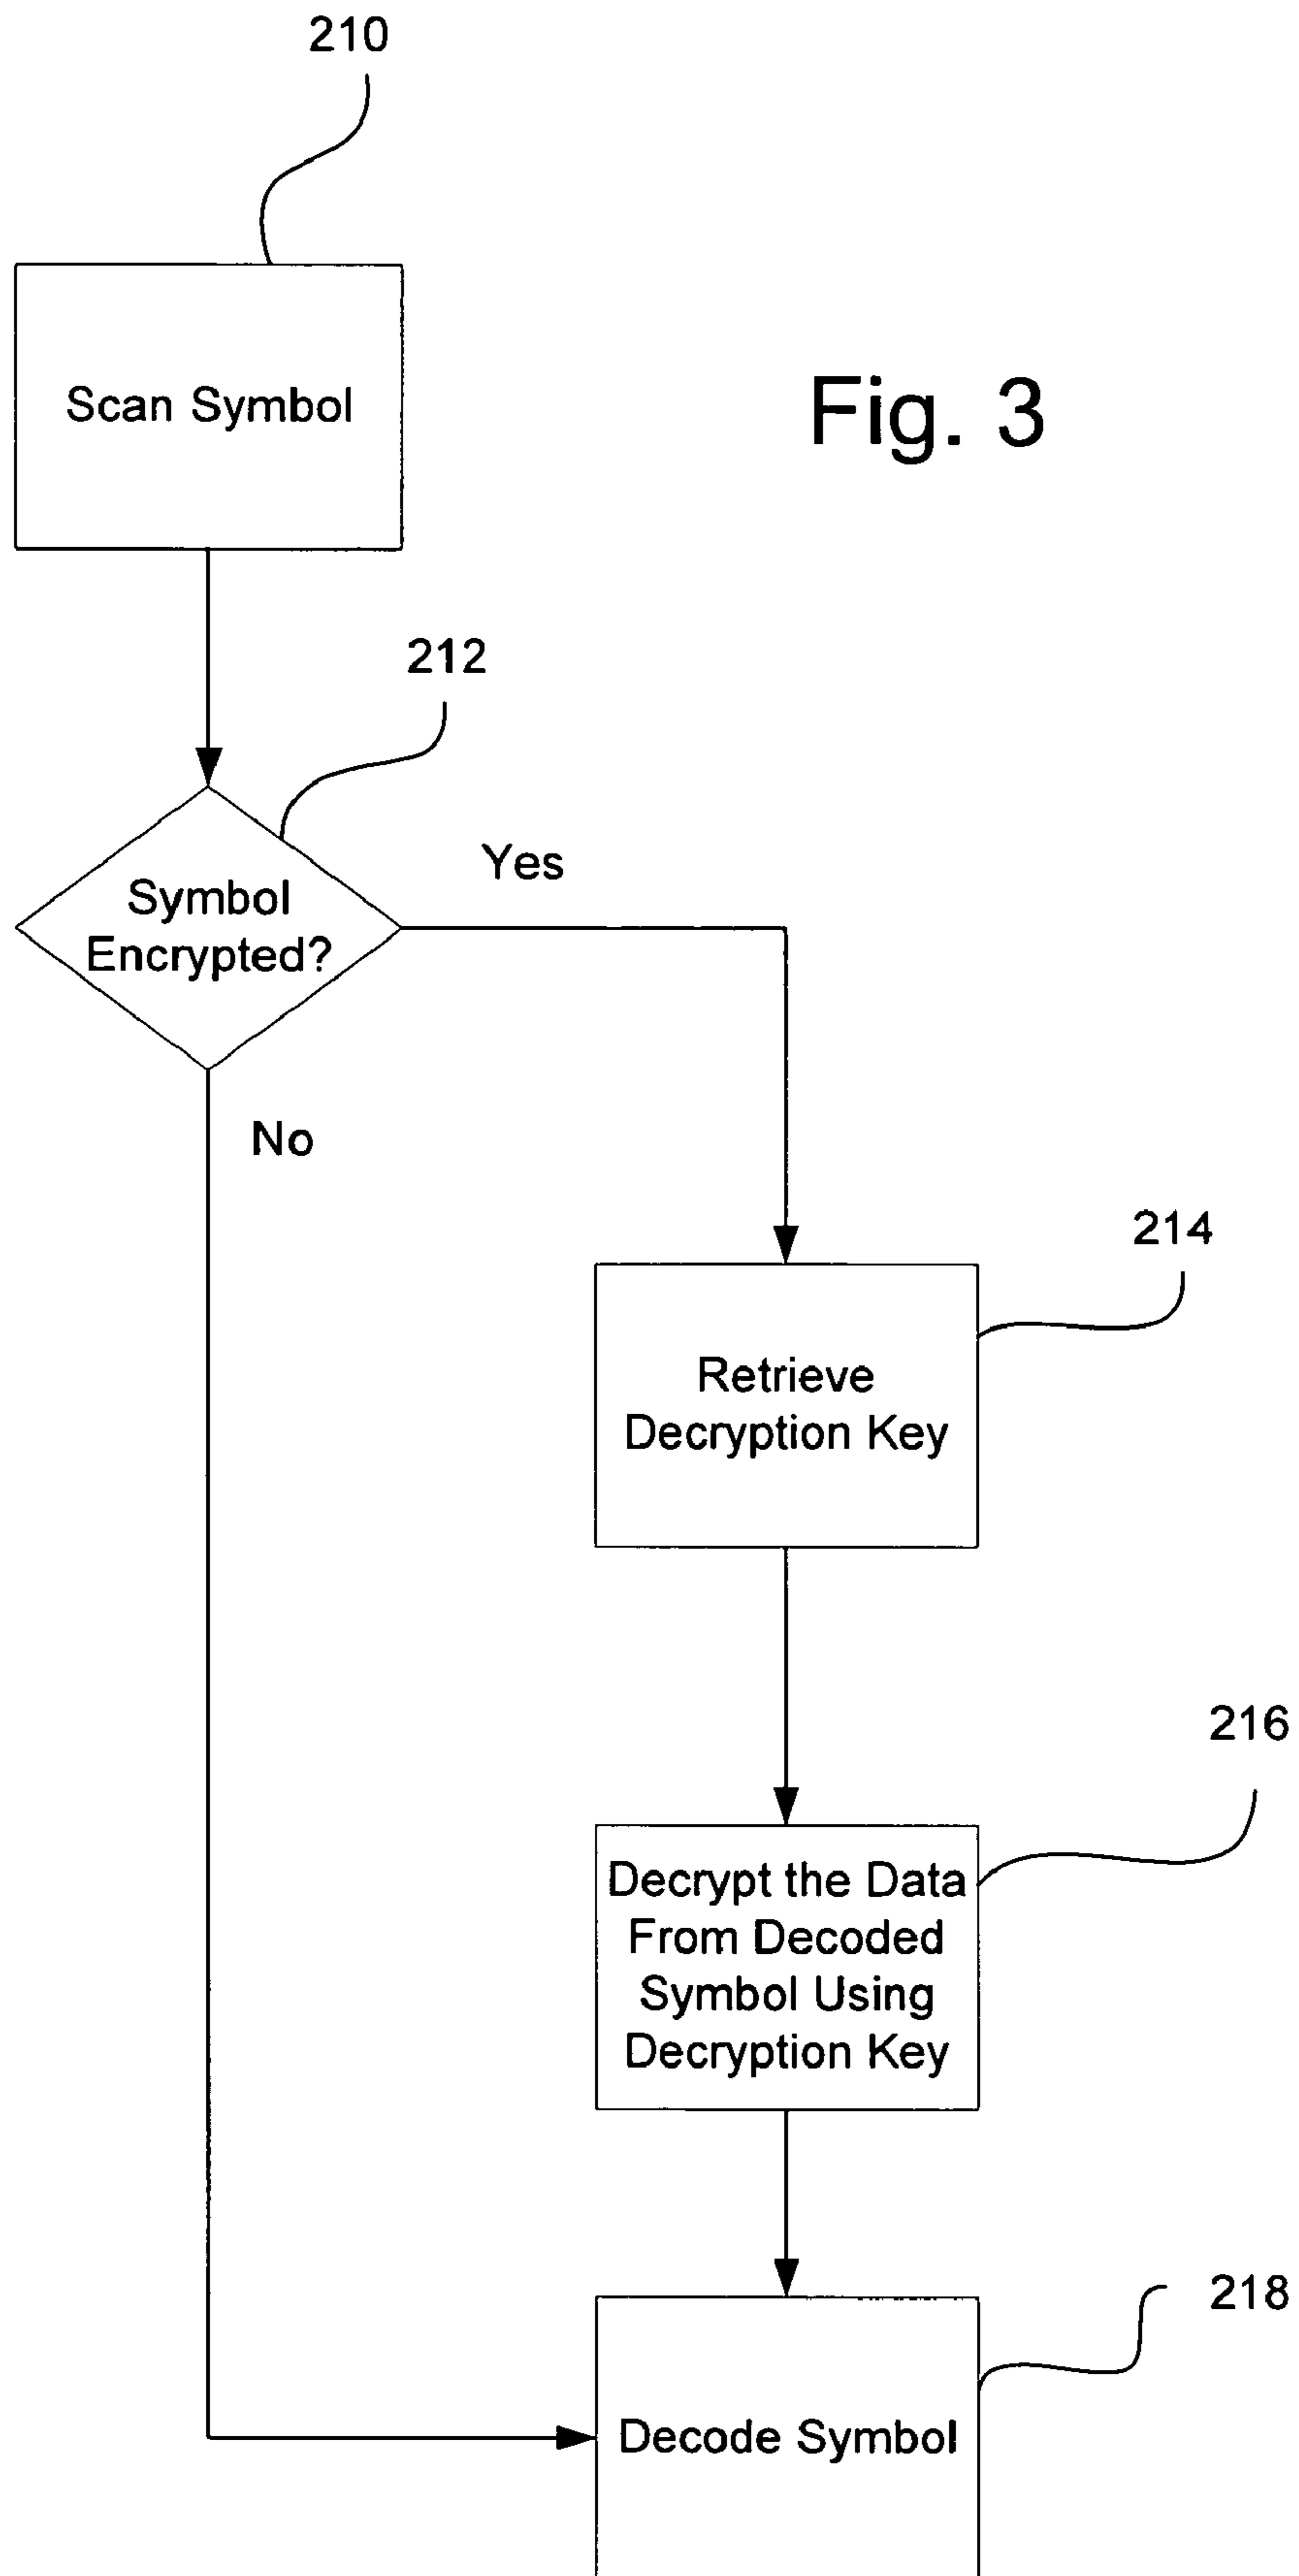 210
Scan Symbol
Fig. 3
212
Symbol
Encrypted?
Yes
No
214
Retrieve
Decryption Key
216
Decrypt the Data
From Decoded
Symbol Using
Decryption Key
218
Decode Symbol